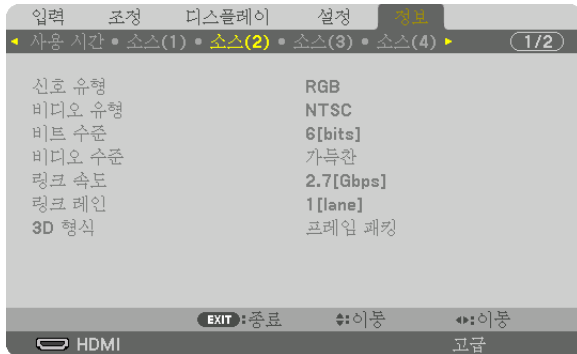 입력 조정 디스플레이 설정 정보
사용 시간 • 소스(1) • 소스(2) • 소스(3) • 소스(4) 1/2
신호 유형 RGB
비디오 유형 NTSC
비트 수준 6[bits]
비디오 수준 가득찬
링크 속도 2.7[Gbps]
링크 레인 1[lane]
3D 형식 프레임 패킹
EXIT:종료 :이동 :이동
HDMI 고급